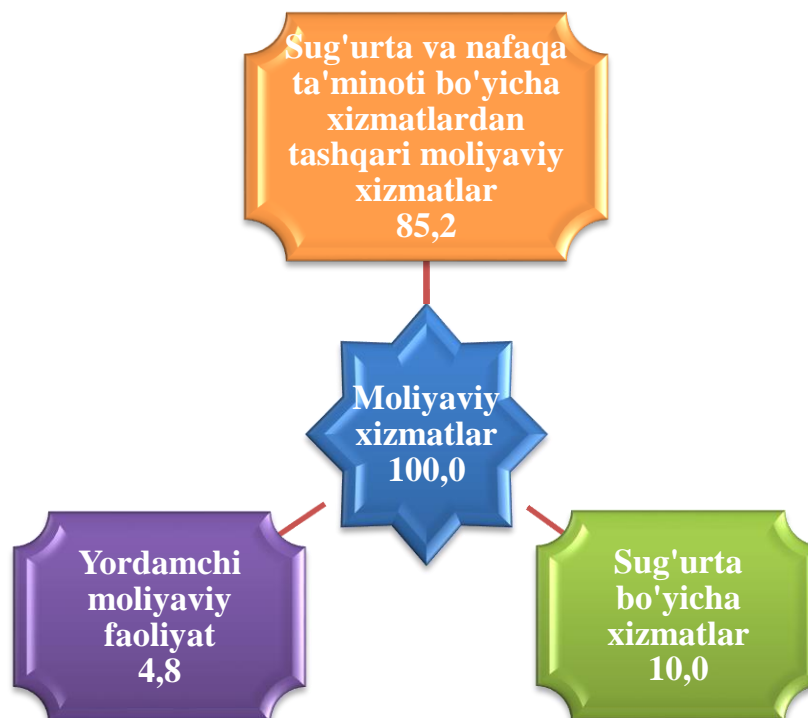 Sug'urta va nafaqa
ta'minoti bo'yicha
xizmatlardan
tashqari moliyaviy
xizmatlar
85,2
Moliyaviy
xizmatlar
100,0
Yordamchi
moliyaviy
faoliyat
4,8
Sug'urta
bo'yicha
xizmatlar
10,0